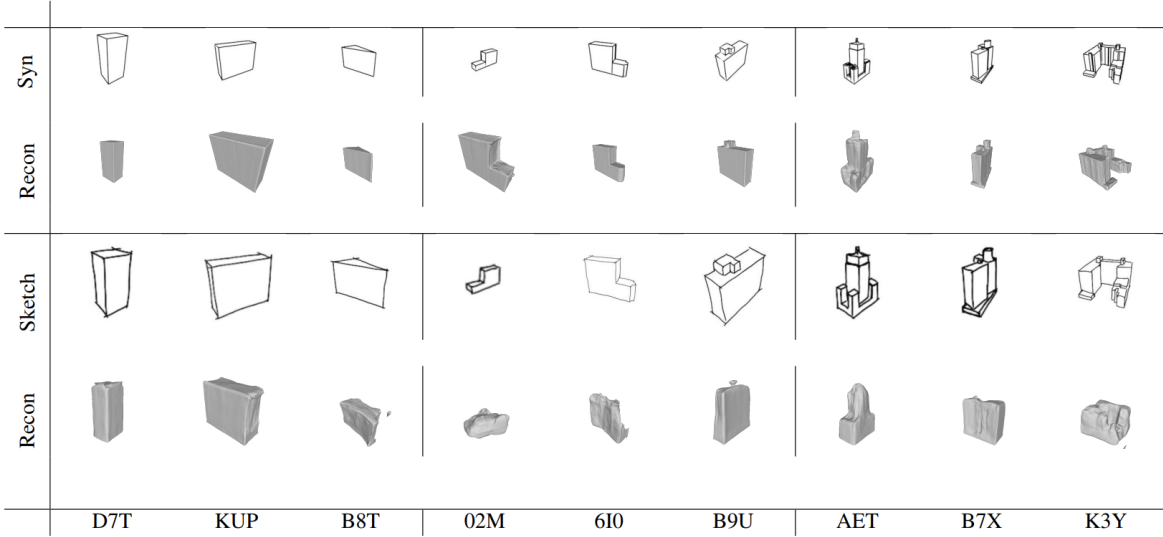 Syn
Recon
Sketch
Recon
D7T KUP B8T 02M 6I0 B9U AET B7X K3Y